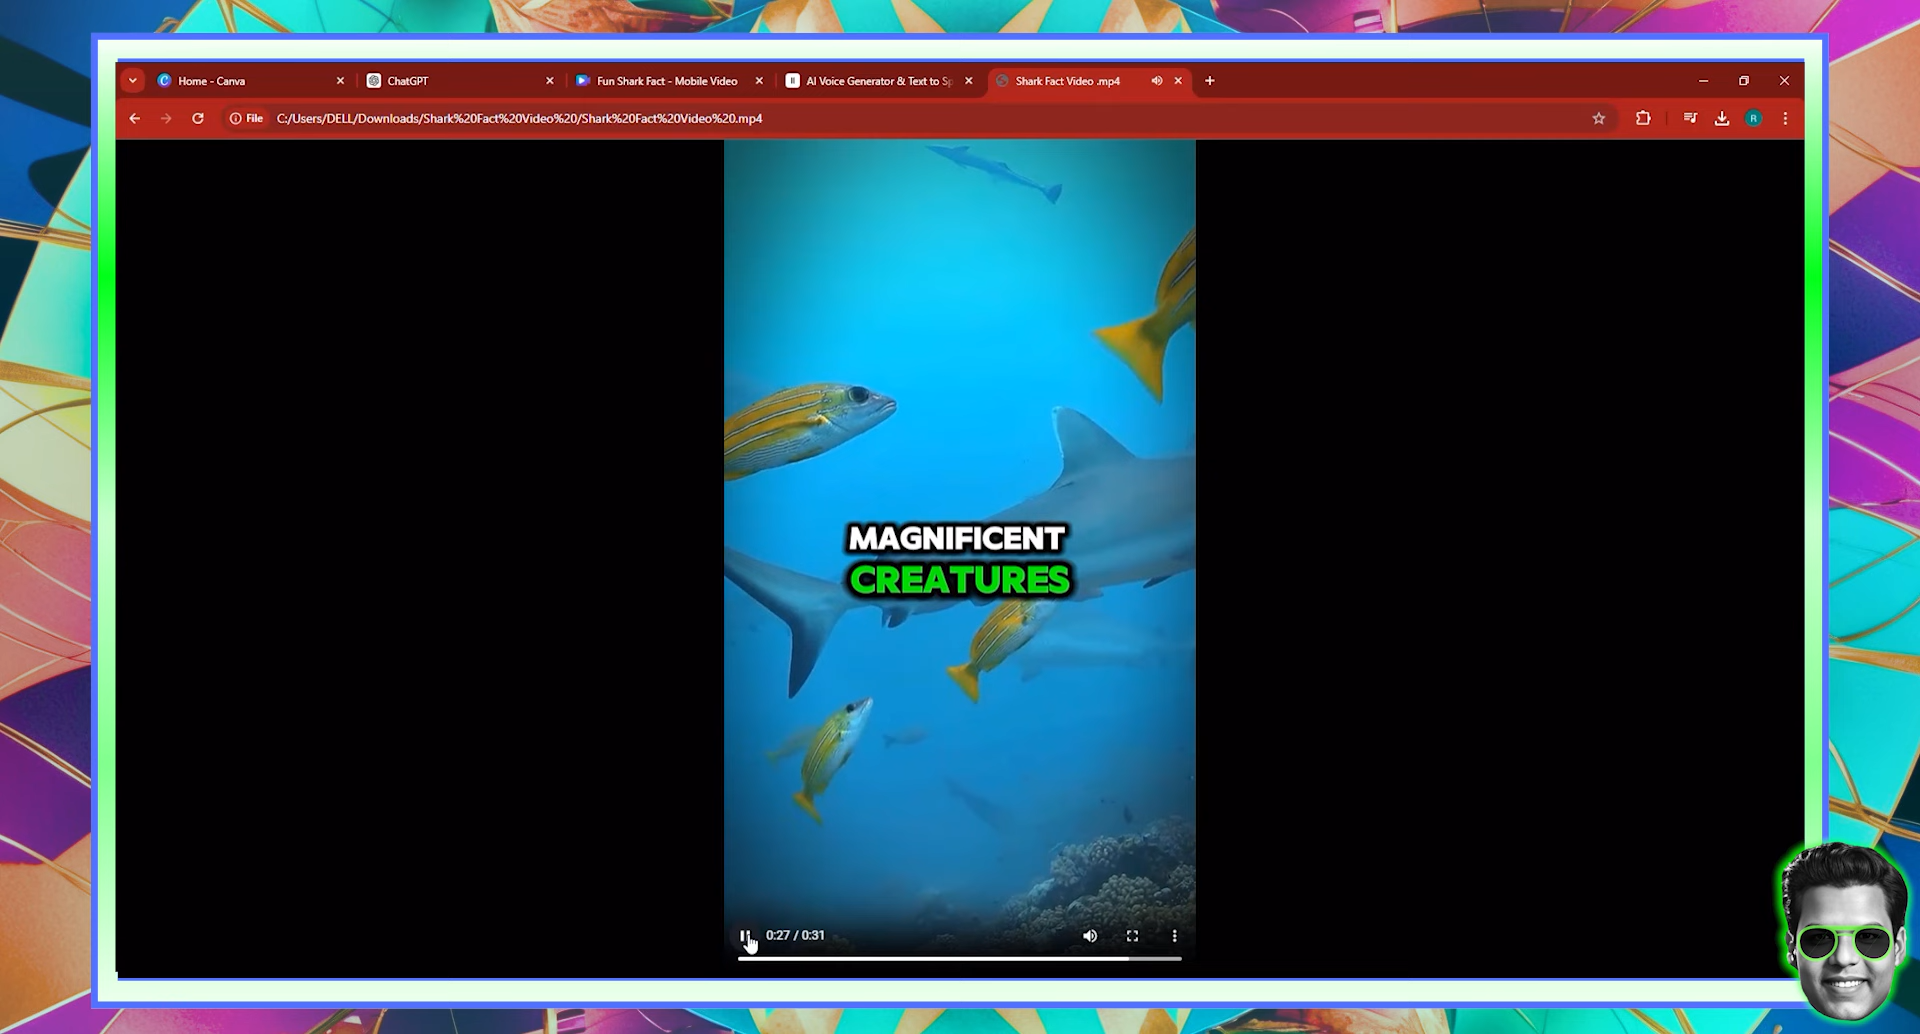 Home - Canva
ChatGPT
Fun Shark Fact - Mobile Video
AI Voice Generator & Text to Sp
Shark Fact Video .mp4
File
C:/Users/DELL/Downloads/Shark%20Fact%20Video%20/Shark%20Fact%20Video%20.mp4
R
MAGNIFICENT
CREATURES
0:27 / 0:31